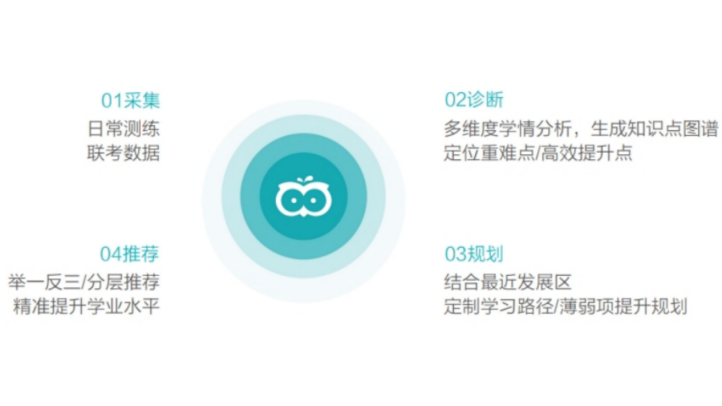 01采集
日常测练
联考数据
02诊断
多维度学情分析，生成知识点图谱
定位重难点/高效提升点
04推荐
举一反三/分层推荐
精准提升学业水平
03规划
结合最近发展区
定制学习路径/薄弱项提升规划